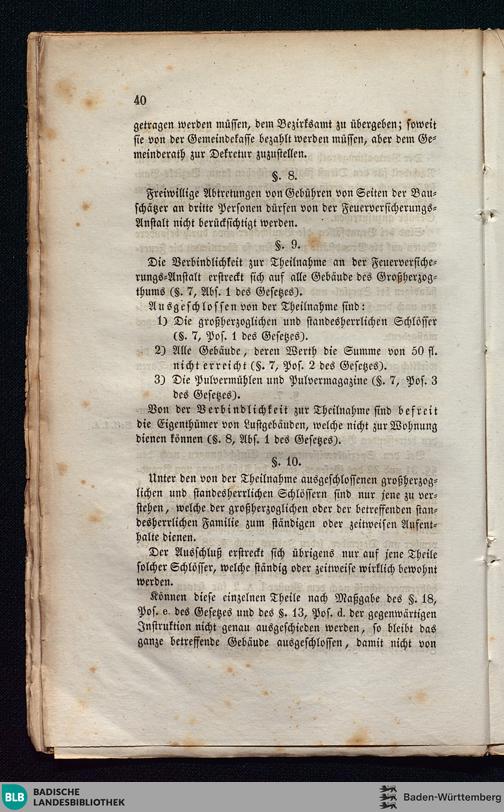 40
getragen werden müssen, dem Bezirksamt zu übergeben; soweit
sie von der Gemeindekasse bezahlt werden müssen, aber dem Ge-
meinderath zur Dekretur zuzustellen.
§. 8.
Freiwillige Abtretungen von Gebühren von Seiten der Bau-
schätzer an dritte Personen dürfen von der Feuerversicherungs-
Anstalt nicht berücksichtigt werden.
§. 9.
Die Verbindlichkeit zur Theilnahme an der Feuerversiche-
rungs-Anstalt erstreckt sich auf alle Gebäude des Großherzog-
thums (§. 7, Abs. 1 des Gesetzes).
Ausgeschlossen von der Theilnahme sind:
1) Die großherzoglichen und standesherrlichen Schlösser
(§. 7, Pos. 1 des Gesetzes).
2) Alle Gebäude, deren Werth die Summe von 50 fl.
nicht erreicht (§. 7, Pos. 2 des Gesetzes).
3) Die Pulvermühlen und Pulvermagazine (§. 7, Pos. 3
des Gesetzes).
Von der Verbindlichkeit zur Theilnahme sind befreit
die Eigenthümer von Lustgebäuden, welche nicht zur Wohnung
dienen können (§. 8, Abs. 1 des Gesetzes).
§. 10.
Unter den von der Theilnahme ausgeschlossenen großherzog-
lichen und standesherrlichen Schlössern sind nur jene zu ver-
stehen, welche der großherzoglichen oder der betreffenden stan-
desherrlichen Familie zum ständigen oder zeitweisen Aufent-
halte dienen.
Der Ausschluß erstreckt sich übrigens nur auf jene Theile
solcher Schlösser, welche ständig oder zeitweise wirklich bewohnt
werden.
Können diese einzelnen Theile nach Maßgabe des §. 18,
Pos. e. des Gesetzes und des §. 13, Pos. d. der gegenwärtigen
Instruktion nicht genau ausgeschieden werden, so bleibt das
ganze betreffende Gebäude ausgeschlossen, damit nicht von
BLB BADISCHE
LANDESBIBLIOTHEK
Baden-Württemberg